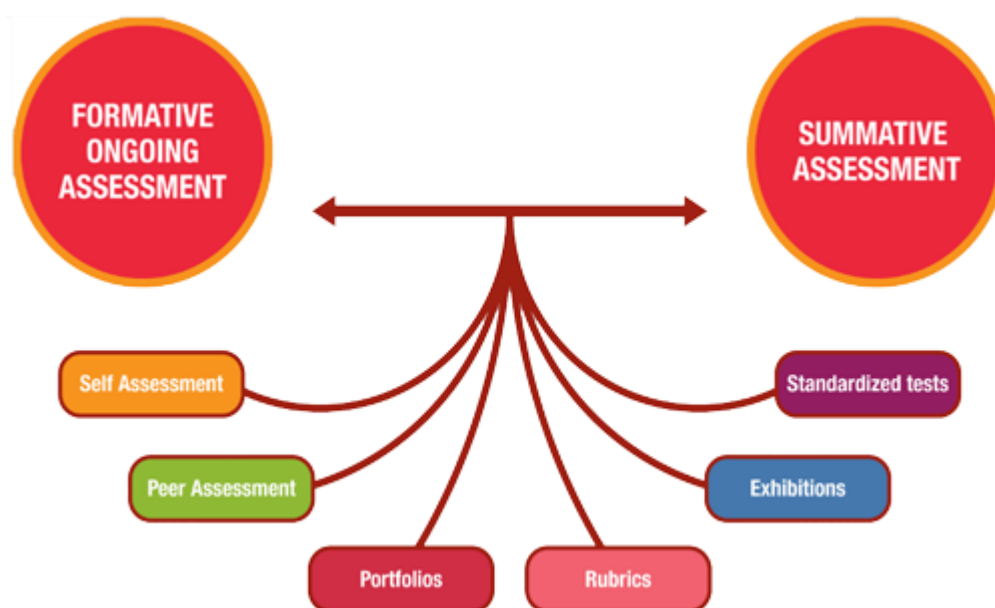 FORMATIVE
ONGOING
ASSESSMENT
SUMMATIVE
ASSESSMENT
Self Assessment
Standardized tests
Peer Assessment
Exhibitions
Portfolios
Rubrics